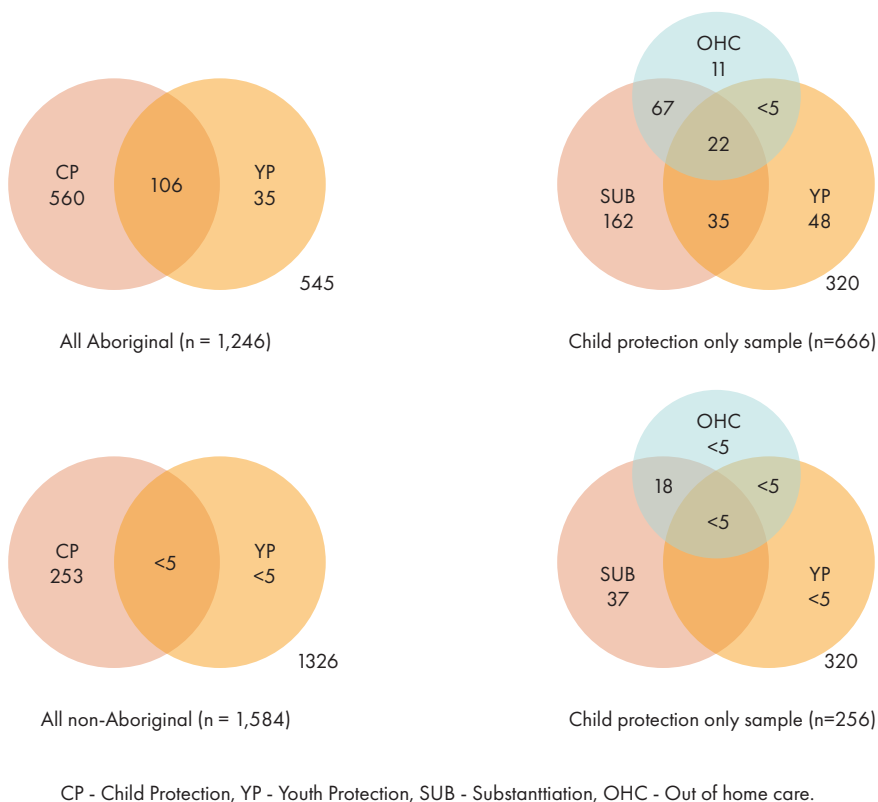 CP
560
106
YP
35
545
All Aboriginal (n = 1,246)
OHC
11
67
<5
22
SUB
162
35
YP
48
320
Child protection only sample (n=666)
CP
253
<5
YP
<5
1326
All non-Aboriginal (n = 1,584)
OHC
<5
18
<5
<5
SUB
37
YP
<5
320
Child protection only sample (n=256)
CP - Child Protection, YP - Youth Protection, SUB - Substanttiation, OHC - Out of home care.